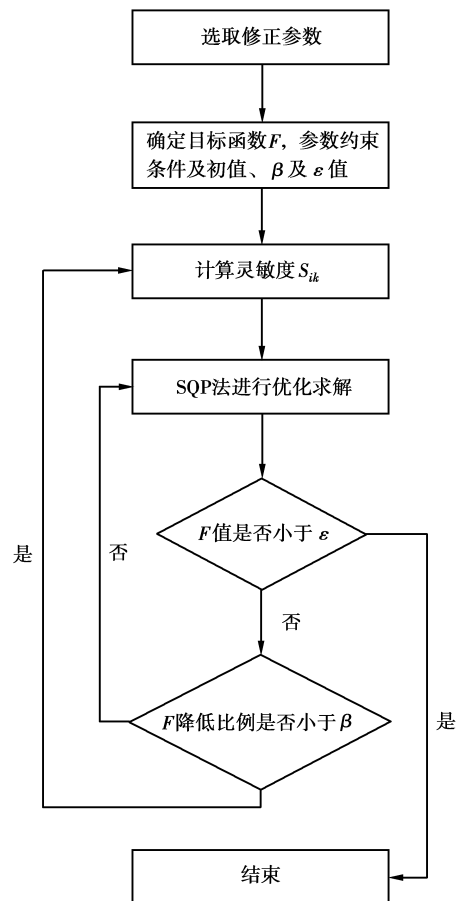 选取修正参数
确定目标函数F，参数约束
条件及初值、β及ε值
计算灵敏度S_ik
SQP法进行优化求解
F值是否小于ε
是
否
否
F降低比例是否小于β
是
结束